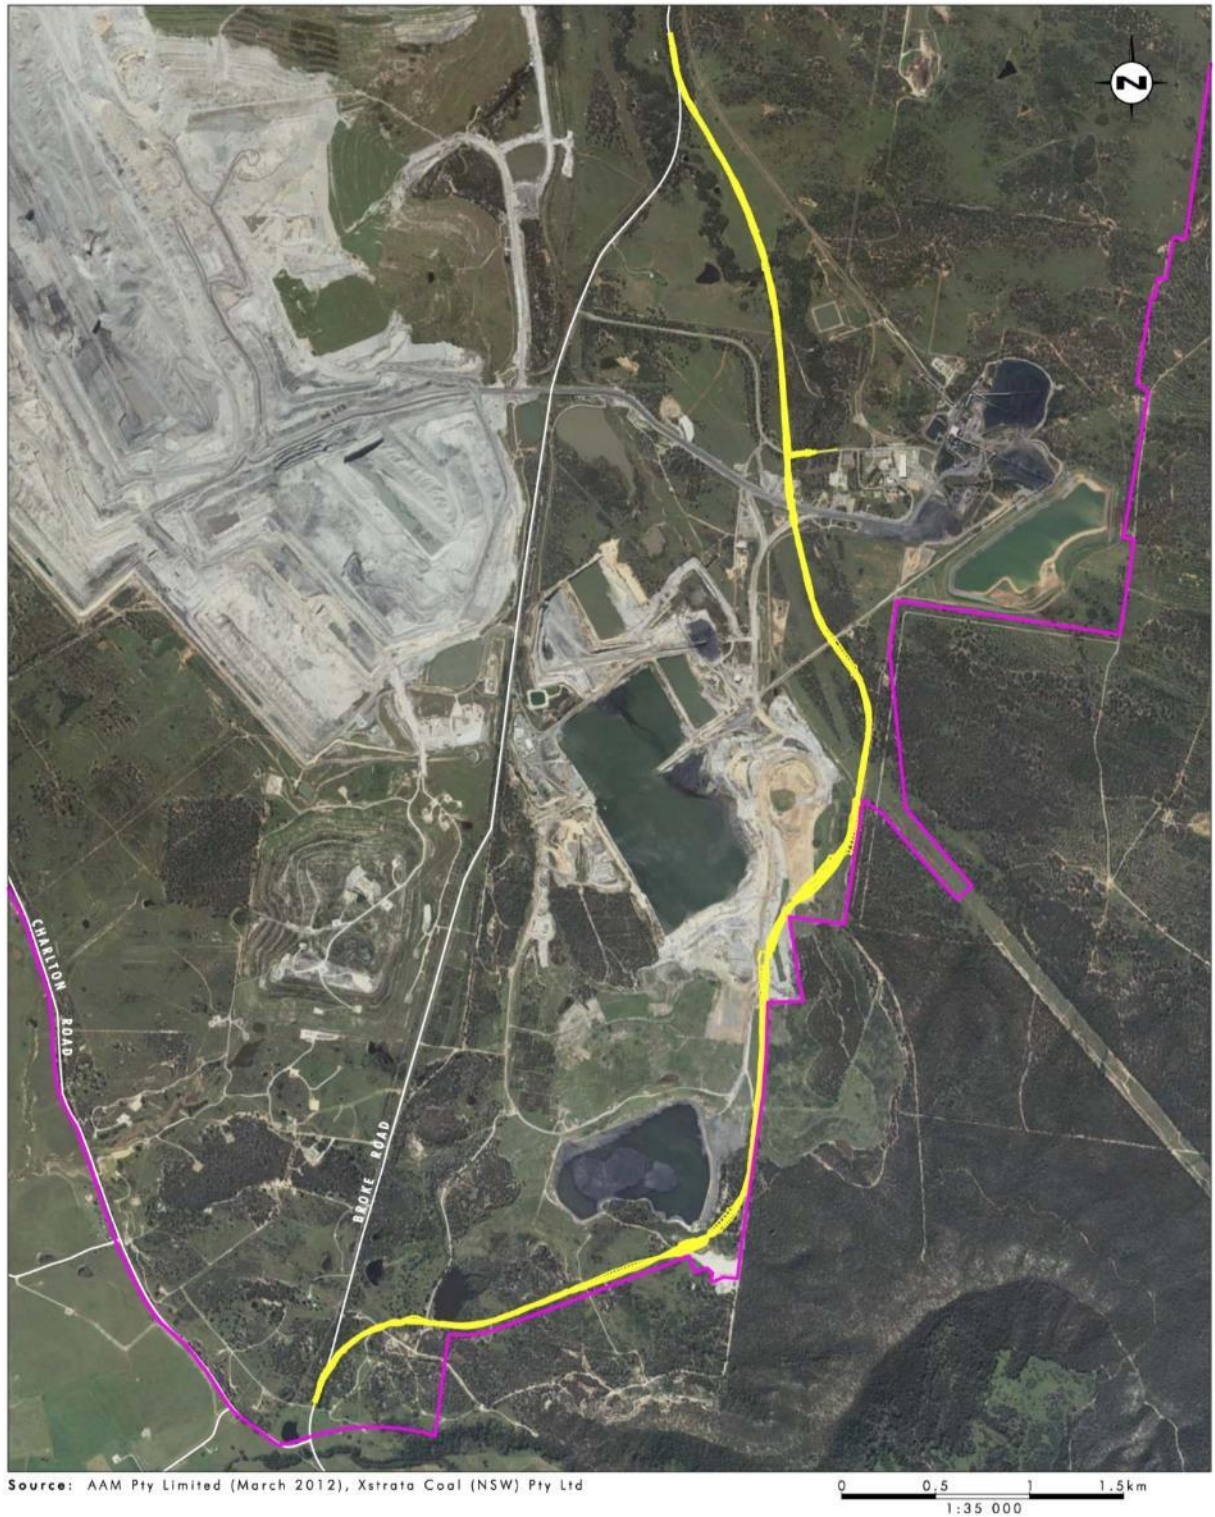 N
CHARLTON ROAD
BROKE ROAD
Source: AAM Pty Limited (March 2012), Xstrata Coal (NSW) Pty Ltd
0 0.5 1 1.5km
1:35 000